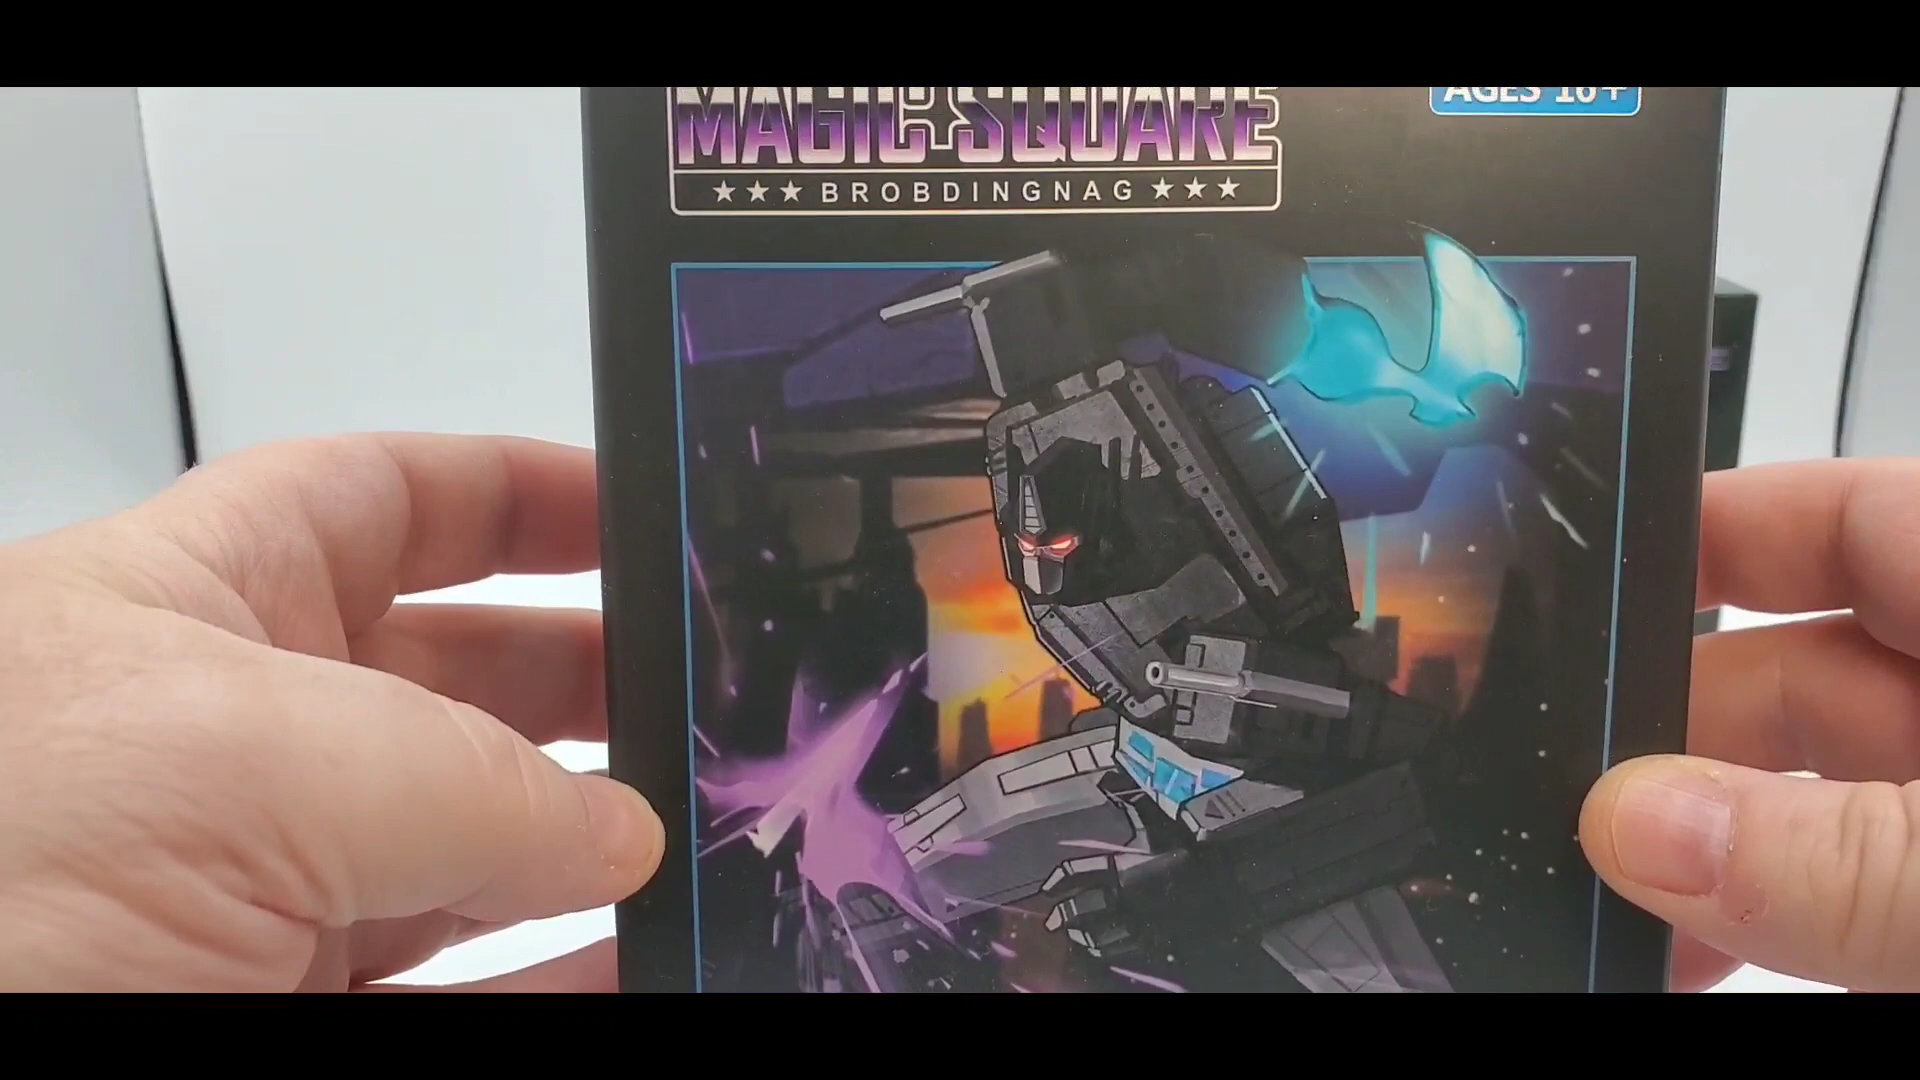 MAGIC SQUARE
AGES 16+
★★★ BROBDINGNAG ★★★